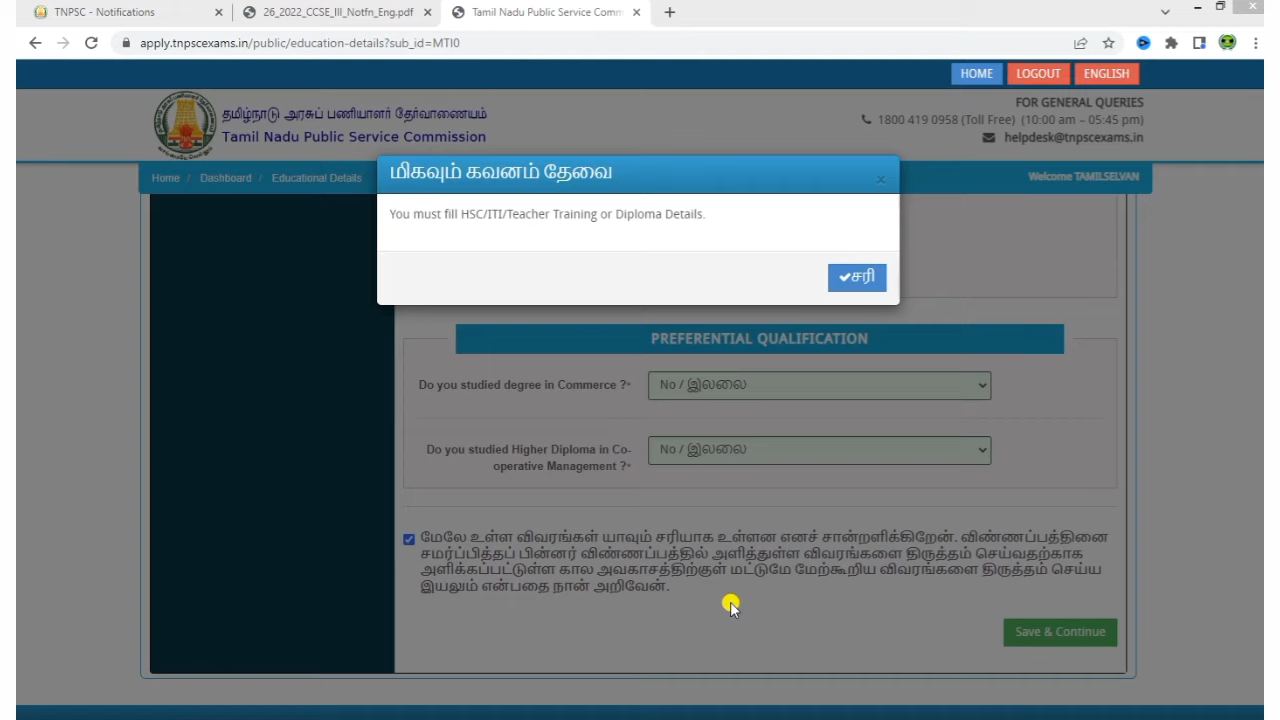 TNPSC - Notifications
26_2022_CCSE_III_Notfn_Eng.pdf
Tamil Nadu Public Service Comm
apply.tnpscexams.in/public/education-details?sub_id=MTI0
HOME
LOGOUT
ENGLISH
தமிழ்நாடு அரசுப் பணியாளர் தேர்வாணையம்
Tamil Nadu Public Service Commission
FOR GENERAL QUERIES
1800 419 0958 (Toll Free) (10:00 am – 05:45 pm)
helpdesk@tnpscexams.in
Home / Dashboard / Educational Details
Welcome TAMILSELVAN
மிகவும் கவனம் தேவை
×
You must fill HSC/ITI/Teacher Training or Diploma Details.
சரி
PREFERENTIAL QUALIFICATION
Do you studied degree in Commerce ?*
No / இல்லை
Do you studied Higher Diploma in Co-
operative Management ?*
No / இல்லை
மேலே உள்ள விவரங்கள் யாவும் சரியாக உள்ளன எனச் சான்றளிக்கிறேன். விண்ணப்பத்தினை
சமர்ப்பித்தப் பின்னர் விண்ணப்பத்தில் அளித்துள்ள விவரங்களை திருத்தம் செய்வதற்காக
அளிக்கப்பட்டுள்ள கால அவகாசத்திற்குள் மட்டுமே மேற்கூறிய விவரங்களை திருத்தம் செய்ய
இயலும் என்பதை நான் அறிவேன்.
Save & Continue